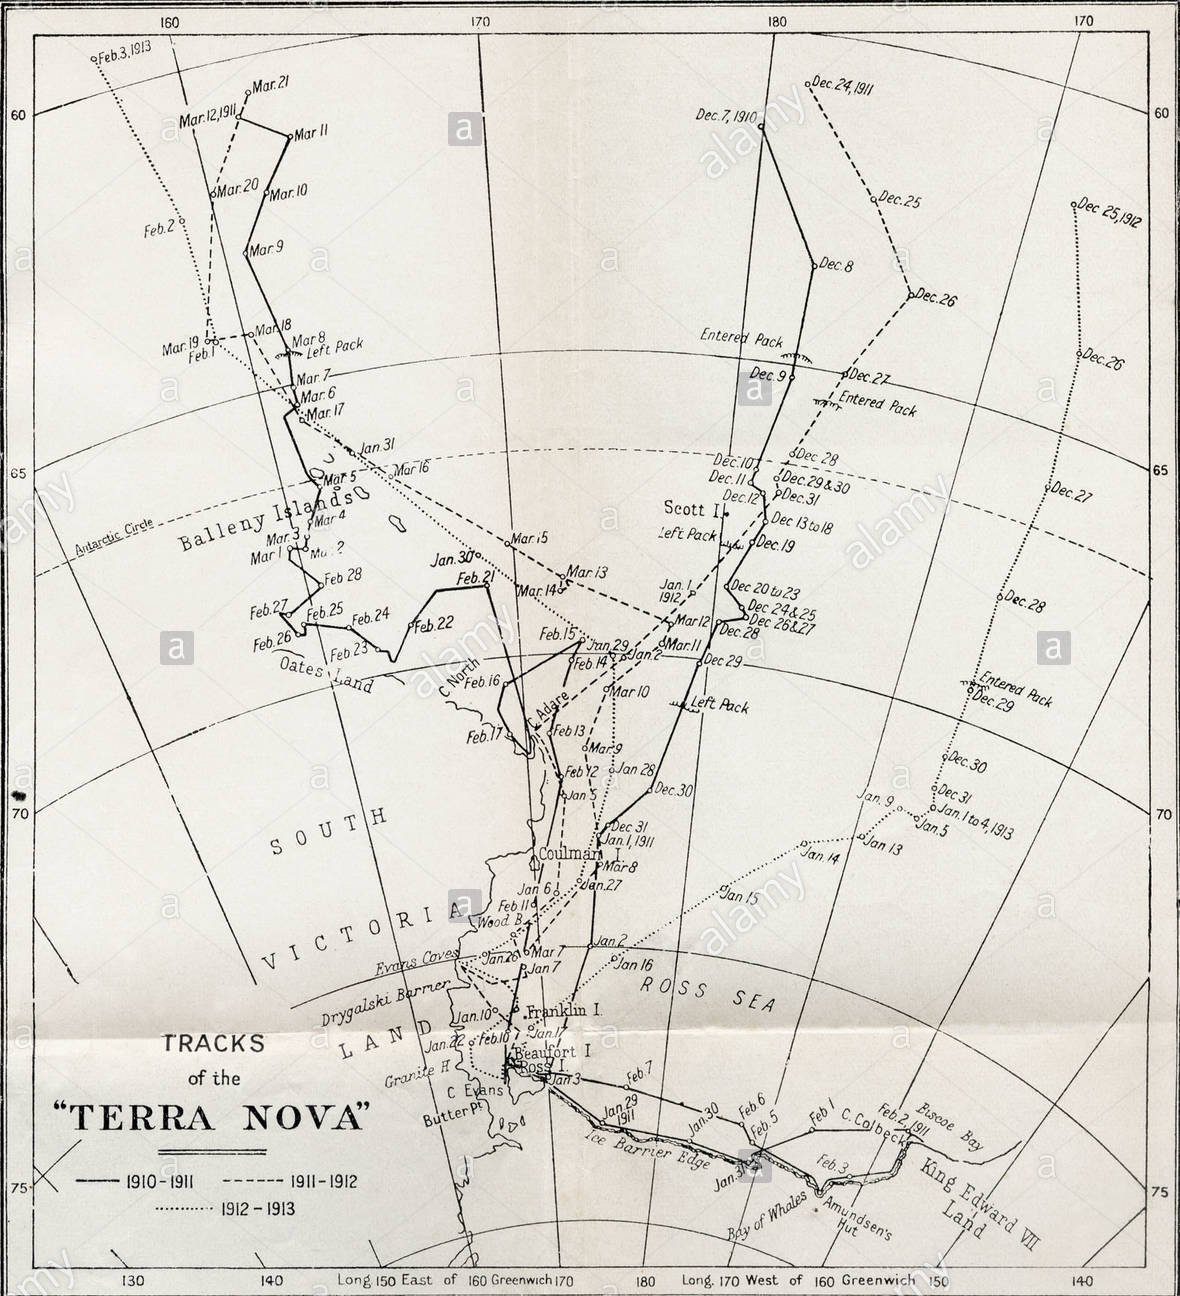 160 170 180 170
Feb.3,1913
Mar.21
Mar.12,1911
Mar.11
Dec.24,1911
Dec.7,1910
60
60
Mar.20
Mar.10
Dec.25
Dec 25,1912
Feb.2
Mar.9
Dec.8
Dec.26
Mar.18
Mar.19
Feb.1
Mar 8
Left Pack
Entered Pack
Dec.26
Mar.7
Dec.9
Dec.27
Mar.6
Entered Pack
Mar.17
Jan.31
Mar 16
Dec.10
Dec 28
65
65
Mar.5
Dec.11
Dec.29&30
Dec.27
Balleny Islands
Dec.12
Dec.31
Antarctic Circle
Mar 4
Scott I.
Dec 13 to 18
Mar.3
Left Pack
Dec.19
Mar 1
Mar.15
Jan.30
Feb 28
Feb.21
Mar.13
Mar.14
Jan.1
1912
Dec 20 to 23
Dec.28
Feb.27
Feb.25
Feb.24
Dec 24&25
Dec 26&27
Feb.26
Feb.22
Mar 12
Dec.28
Feb.23
Feb.15
Jan.29
Mar.11
Oates Land
Feb.14
Jan.2
Dec 29
C North
Feb.16
Mar 10
Entered Pack
Dec.29
C. Adare
Left Pack
Feb.17
Feb 13
Mar.9
Dec.30
Feb 12
Jan 28
Jan 5
Dec.30
Dec.31
Jan. 9
Jan.1 to 4,1913
70
70
SOUTH
Dec 31
Jan.5
Jan.1,1911
Jan 13
Coulman I.
Mar 8
Jan.14
Jan 6
Jan.27
Jan 15
Feb 11
VICTORIA
Wood B.
Jan.2
Evans Coves
Jan 26
Mar 7
Jan 7
Jan 16
ROSS SEA
Drygalski Barrier
Jan.10
Franklin I.
LAND
Jan.22
Feb.10
Jan.17
TRACKS
of the
"TERRA NOVA"
Beaufort I
Ross I.
Granite H
Jan 3
Feb.7
C Evans
Butter Pt
Jan 29
1911
Jan.30
Feb 6
Feb.5
Feb 1
Feb.2,1911
C.Colbeck
Biscoe Bay
Ice Barrier Edge
Jan.31
Feb.3
King Edward VII
Land
Bay of Whales
Amundsen's
Hut
1910-1911 1911-1912
1912-1913
75
75
130 140 Long. 150 East of 160 Greenwich 170 180 Long. 170 West of 160 Greenwich 150 140
alamy
a